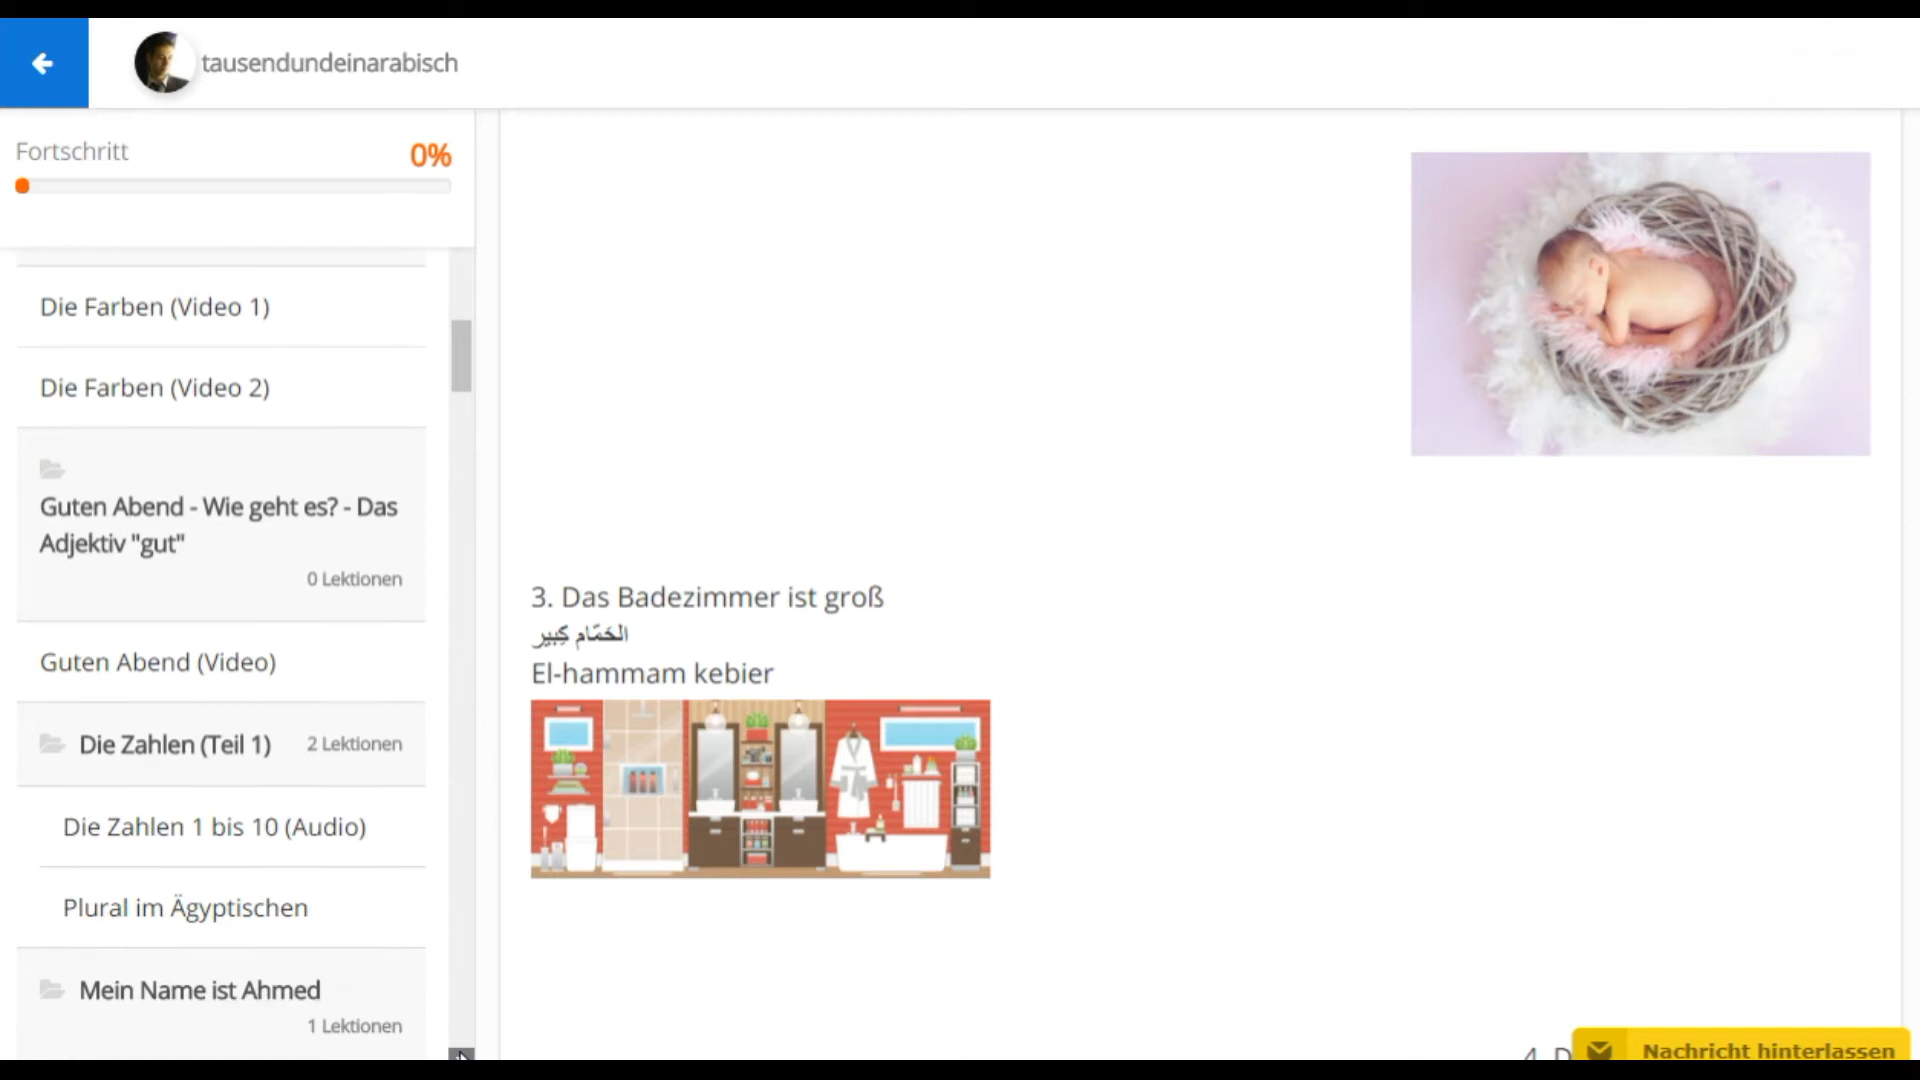 tausendundeinarabisch
Fortschritt
0%
Die Farben (Video 1)
Die Farben (Video 2)
Guten Abend - Wie geht es? - Das
Adjektiv "gut"
0 Lektionen
Guten Abend (Video)
Die Zahlen (Teil 1)
2 Lektionen
Die Zahlen 1 bis 10 (Audio)
Plural im Ägyptischen
Mein Name ist Ahmed
1 Lektionen
3. Das Badezimmer ist groß
الحَمّام كِبير
El-hammam kebier
4. D
Nachricht hinterlassen